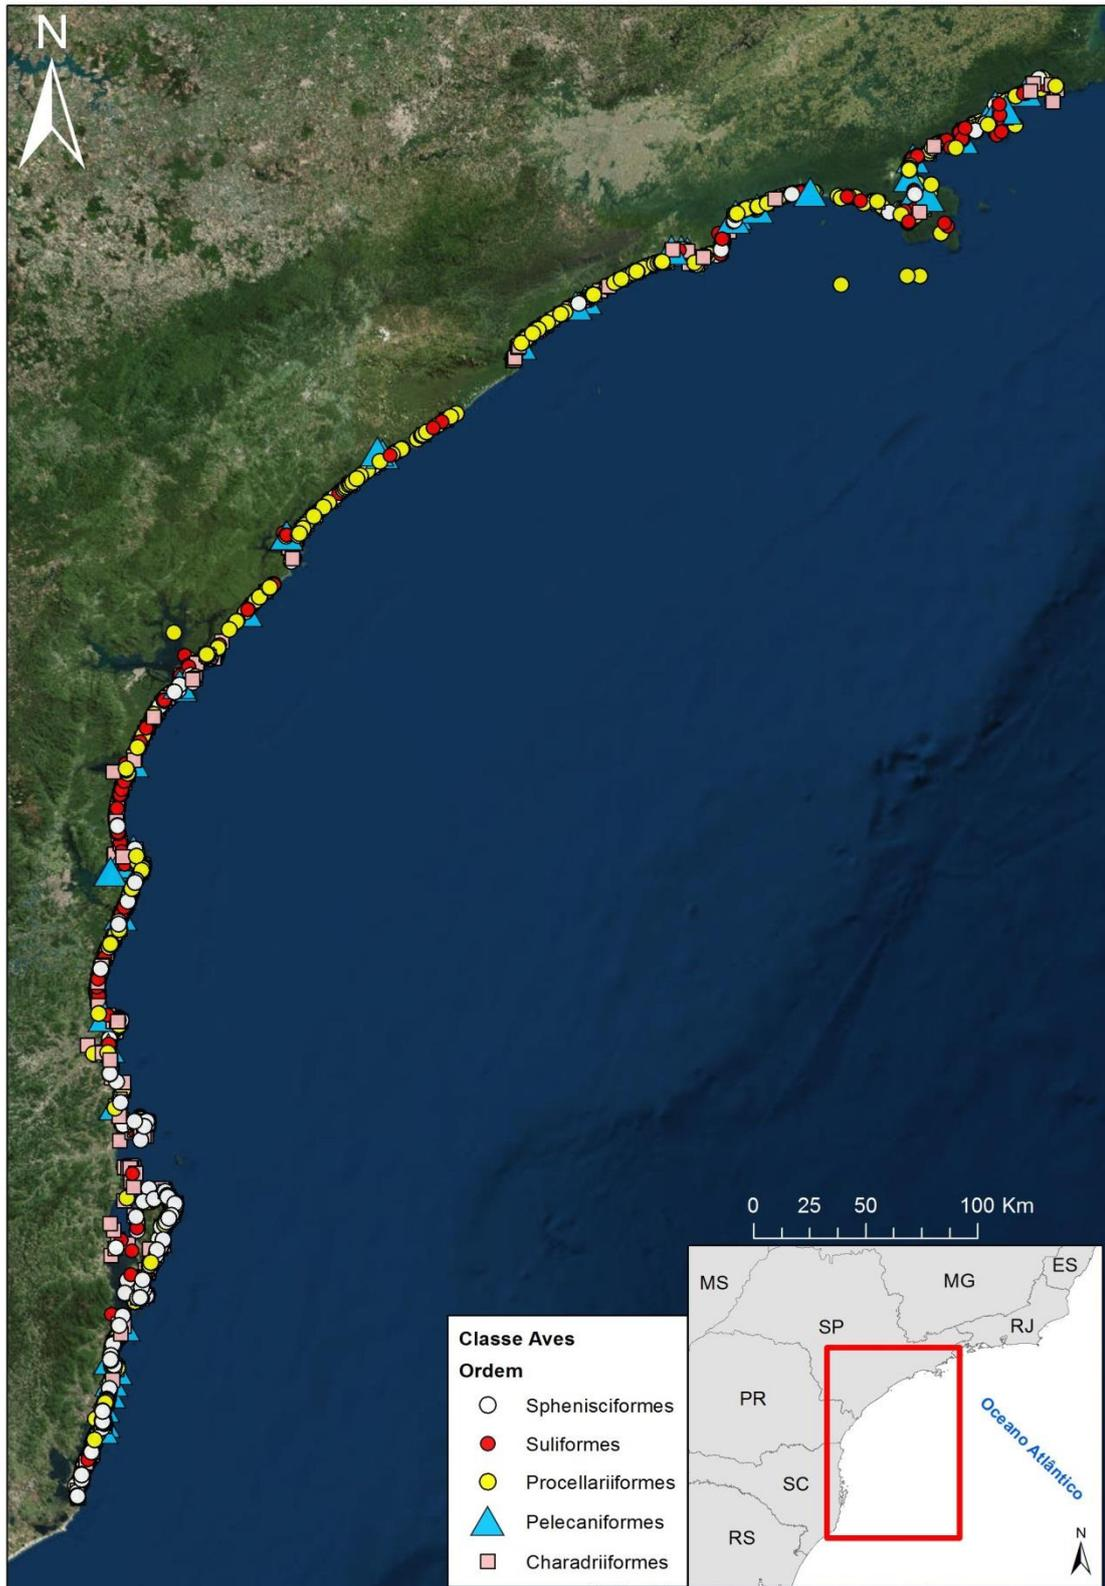 N
0 25 50 100 Km
Classe Aves
Ordem
Sphenisciformes
Suliformes
Procellariiformes
Pelecaniformes
Charadriiformes
MS
MG
ES
SP
RJ
PR
Oceano Atlântico
SC
RS
N